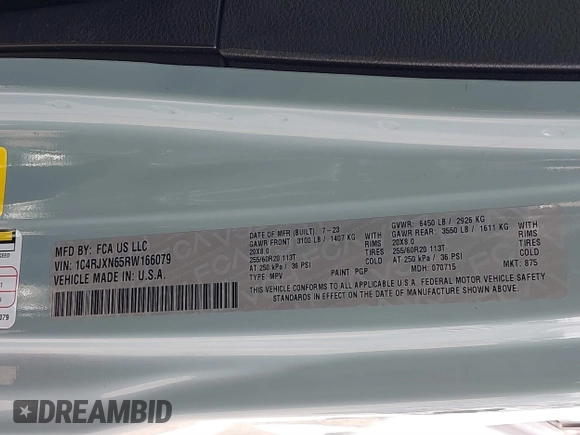 MFD BY: FCA US LLC
VIN: 1C4RJXN65RW166079
VEHICLE MADE IN: U.S.A.
DATE OF MFR (BUILT) 7-23
GAWR FRONT 3100 LB / 1407 KG
20X8.0
255/60R20 113T
AT 250 kPa / 36 PSI
TYPE: MPV
TIRES
COLD
PAINT: PGP
GVWR: 6450 LB / 2926 KG
GAWR REAR: 3550 LB / 1611 KG
20X8.0
255/60R20 113T
AT 250 kPa / 36 PSI
MDH: 070715
TIRES
COLD
MKT: 875
THIS VEHICLE CONFORMS TO ALL APPLICABLE U.S.A. FEDERAL MOTOR VEHICLE SAFETY
STANDARDS IN EFFECT ON THE DATE OF MANUFACTURE SHOWN ABOVE.
079
DREAMBID